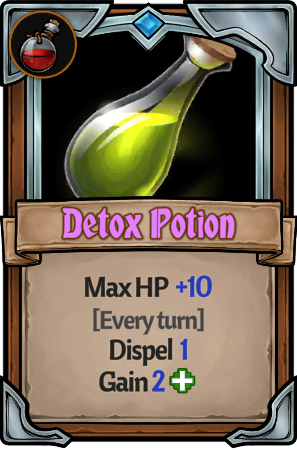 Detox Potion
Max HP +10
[Every turn]
Dispel 1
Gain 2